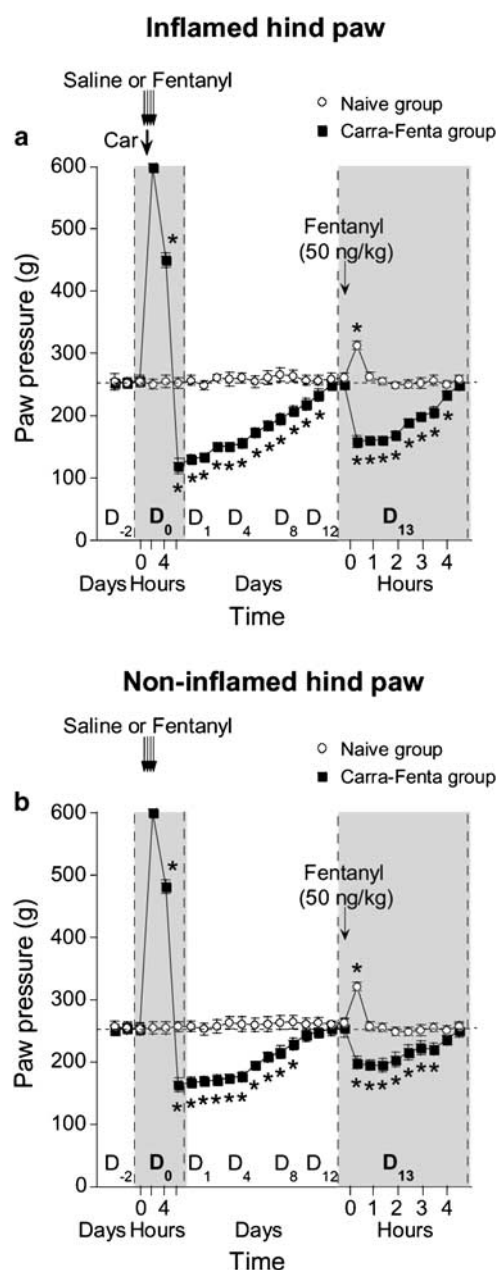 Inflamed hind paw
Saline or Fentanyl
Naive group
Carra-Fenta group
Car
a
600
500
400
300
200
100
0
Paw pressure (g)
*
Fentanyl
(50 ng/kg)
*
* * * * * * * * * * * *
* * * * * * * *
D-2 D0 D1 D4 D8 D12 D13
0 4 0 1 2 3 4
Days Hours Days Hours
Time
Non-inflamed hind paw
Saline or Fentanyl
Naive group
Carra-Fenta group
b
600
500
400
300
200
100
0
Paw pressure (g)
*
Fentanyl
(50 ng/kg)
*
* * * * * * * * * *
* * * * * * *
D-2 D0 D1 D4 D8 D12 D13
0 4 0 1 2 3 4
Days Hours Days Hours
Time